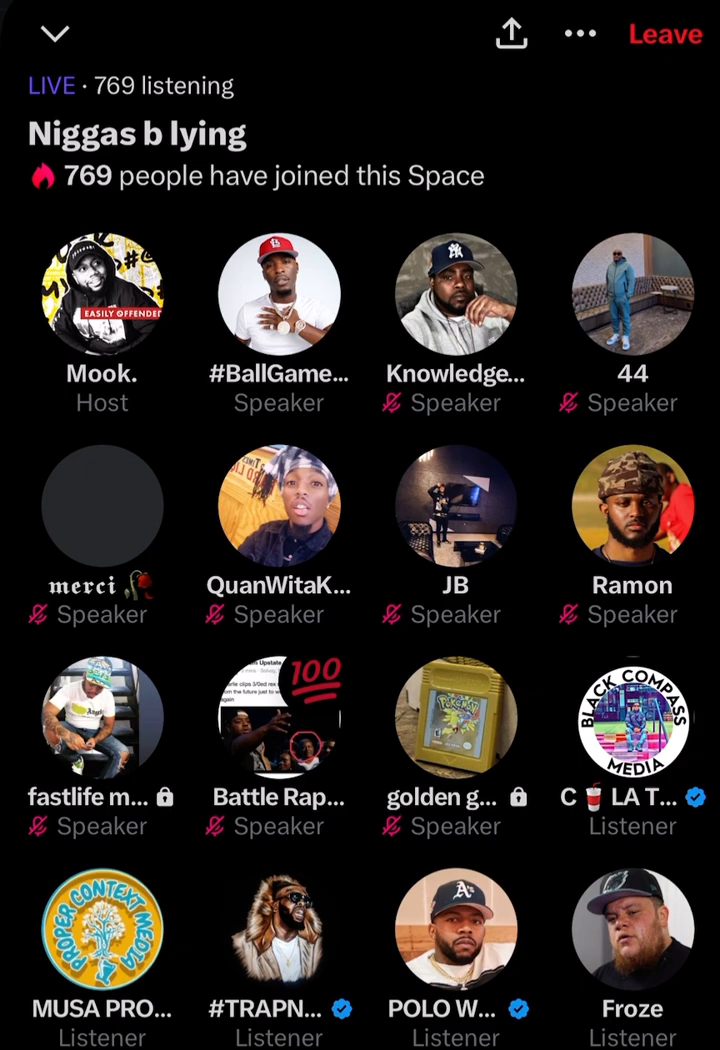 Leave
LIVE · 769 listening
Niggas b lying
🔥 769 people have joined this Space
EASILY OFFENDED
Mook.
Host
#BallGame...
Speaker
Knowledge...
Speaker
44
Speaker
merci 🥀
Speaker
QuanWitaK...
Speaker
JB
Speaker
Ramon
Speaker
fastlife m... 🔒
Speaker
100
Battle Rap...
Speaker
POKéMON
golden g... 🔒
Speaker
BLACK COMPASS
MEDIA
C 🥤 LA T...
Listener
PROPER CONTEXT MEDIA
MUSA PRO...
Listener
#TRAPN...
Listener
A's
POLO W...
Listener
Froze
Listener